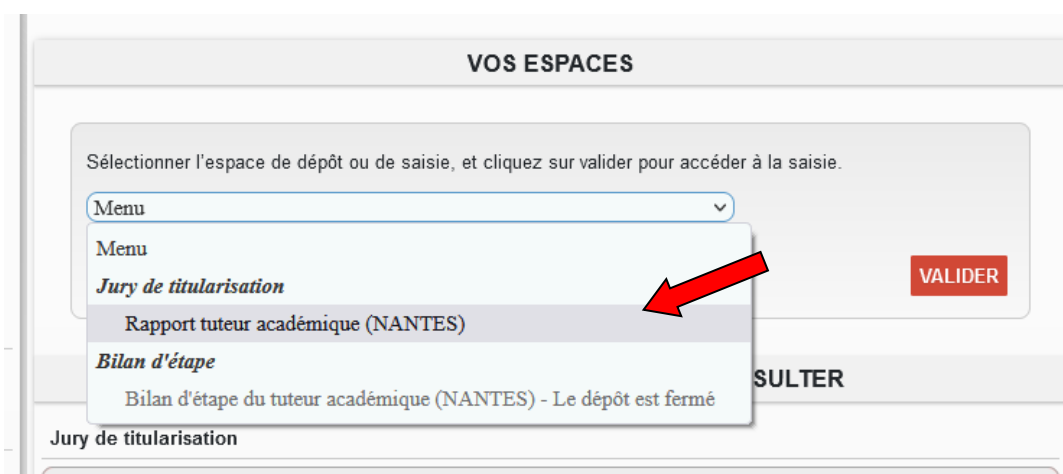 VOS ESPACES
Sélectionner l'espace de dépôt ou de saisie, et cliquez sur valider pour accéder à la saisie.
Menu
Menu
Jury de titularisation
Rapport tuteur académique (NANTES)
VALIDER
Bilan d'étape
Bilan d'étape du tuteur académique (NANTES) - Le dépôt est fermé
SULTER
Jury de titularisation